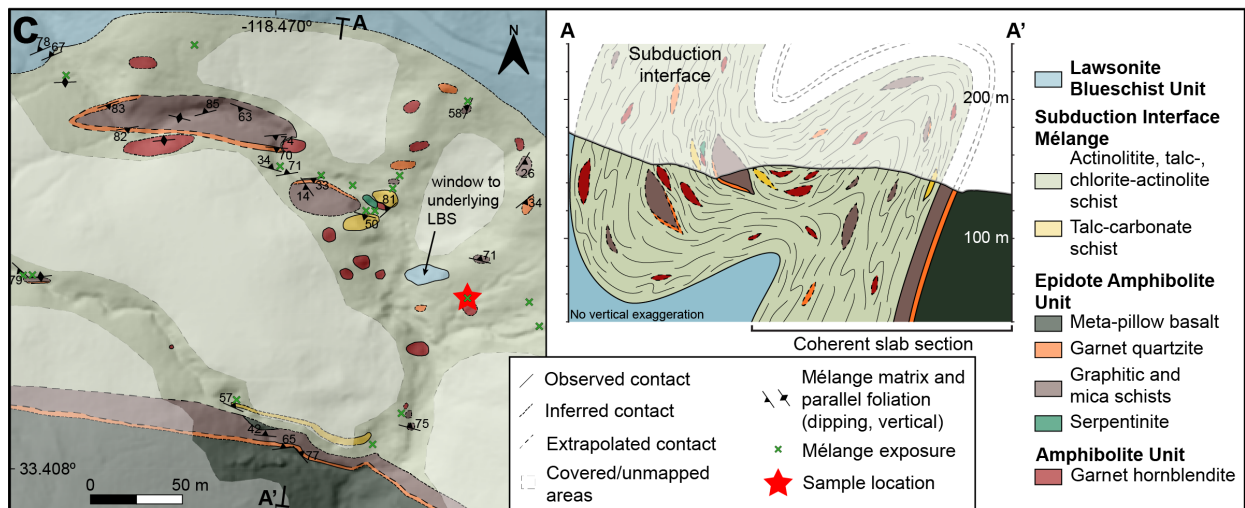 C
-118.470º
A
N
78
67
83
85
63
58
82
74
70
34
71
26
33
14
window to
underlying
LBS
81
34
50
71
79
57
42
65
75
77
33.408º
0
50 m
A'
A
A'
Subduction
interface
200 m
100 m
No vertical exaggeration
Coherent slab section
Observed contact
Inferred contact
Extrapolated contact
Covered/unmapped
areas
Mélange matrix and
parallel foliation
(dipping, vertical)
Mélange exposure
Sample location
Lawsonite
Blueschist Unit
Subduction Interface
Mélange
Actinolitite, talc-,
chlorite-actinolite
schist
Talc-carbonate
schist
Epidote Amphibolite
Unit
Meta-pillow basalt
Garnet quartzite
Graphitic and
mica schists
Serpentinite
Amphibolite Unit
Garnet hornblendite